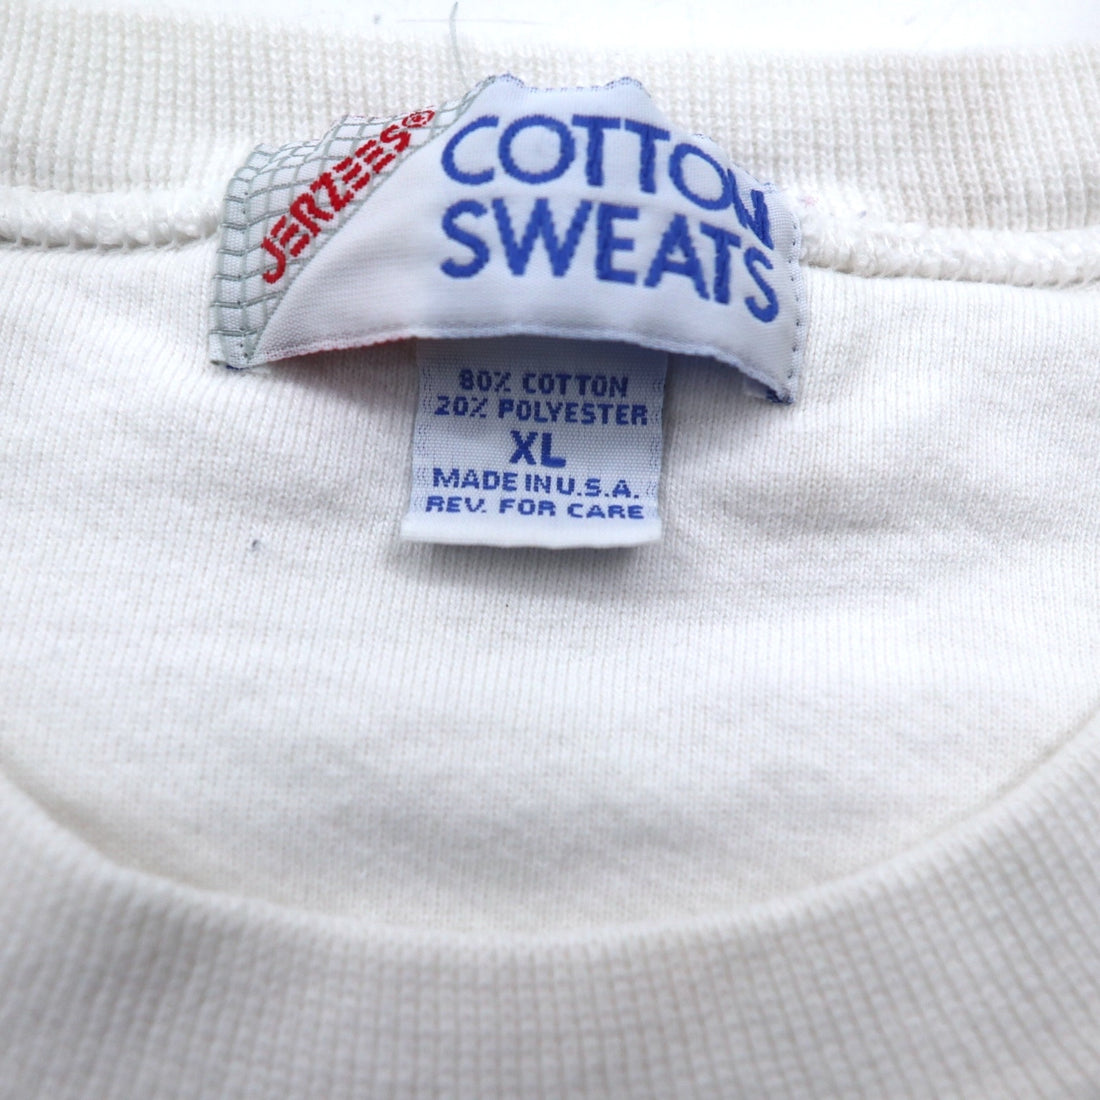 JERZEES®
COTTON
SWEATS
80% COTTON
20% POLYESTER
XL
MADE IN U.S.A.
REV. FOR CARE